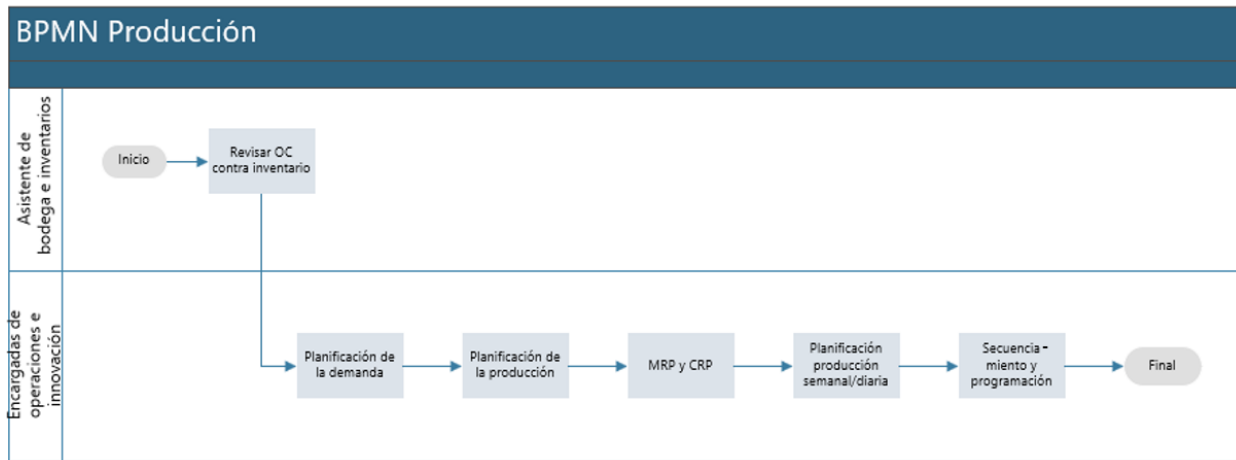 BPMN Producción
Asistente de
bodega e inventarios
Inicio
Revisar OC
contra inventario
Encargadas de
operaciones e
innovación
Planificación de
la demanda
Planificación de
la producción
MRP y CRP
Planificación
producción
semanal/diaria
Secuencia-
miento y
programación
Final